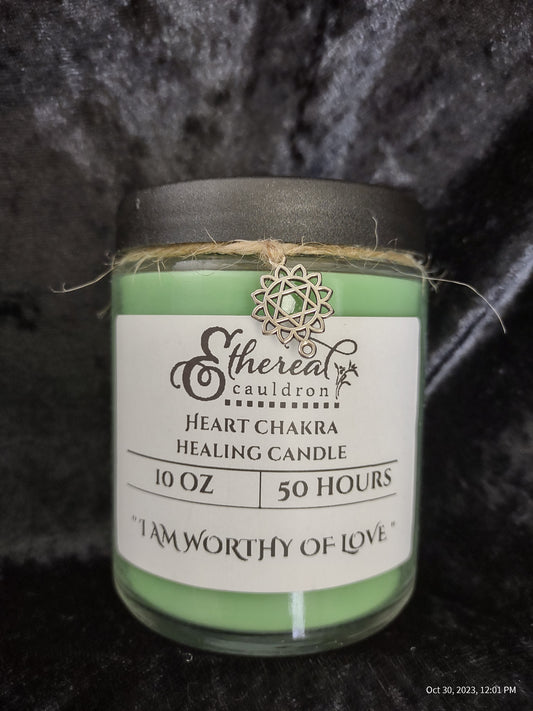 Ethereal
cauldron
Heart chakra
Healing candle
10 OZ
50 HOURS
"I AM WORTHY OF LOVE"
Oct 30, 2023, 12:01 PM